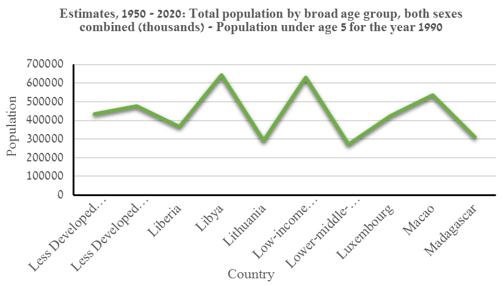 Estimates, 1950 - 2020: Total population by broad age group, both sexes
combined (thousands) - Population under age 5 for the year 1990
700000
600000
500000
400000
300000
200000
100000
0
Population
Less Developed...
Less Developed...
Liberia
Libya
Lithuania
Low-income...
Lower-middle-...
Luxembourg
Macao
Madagascar
Country